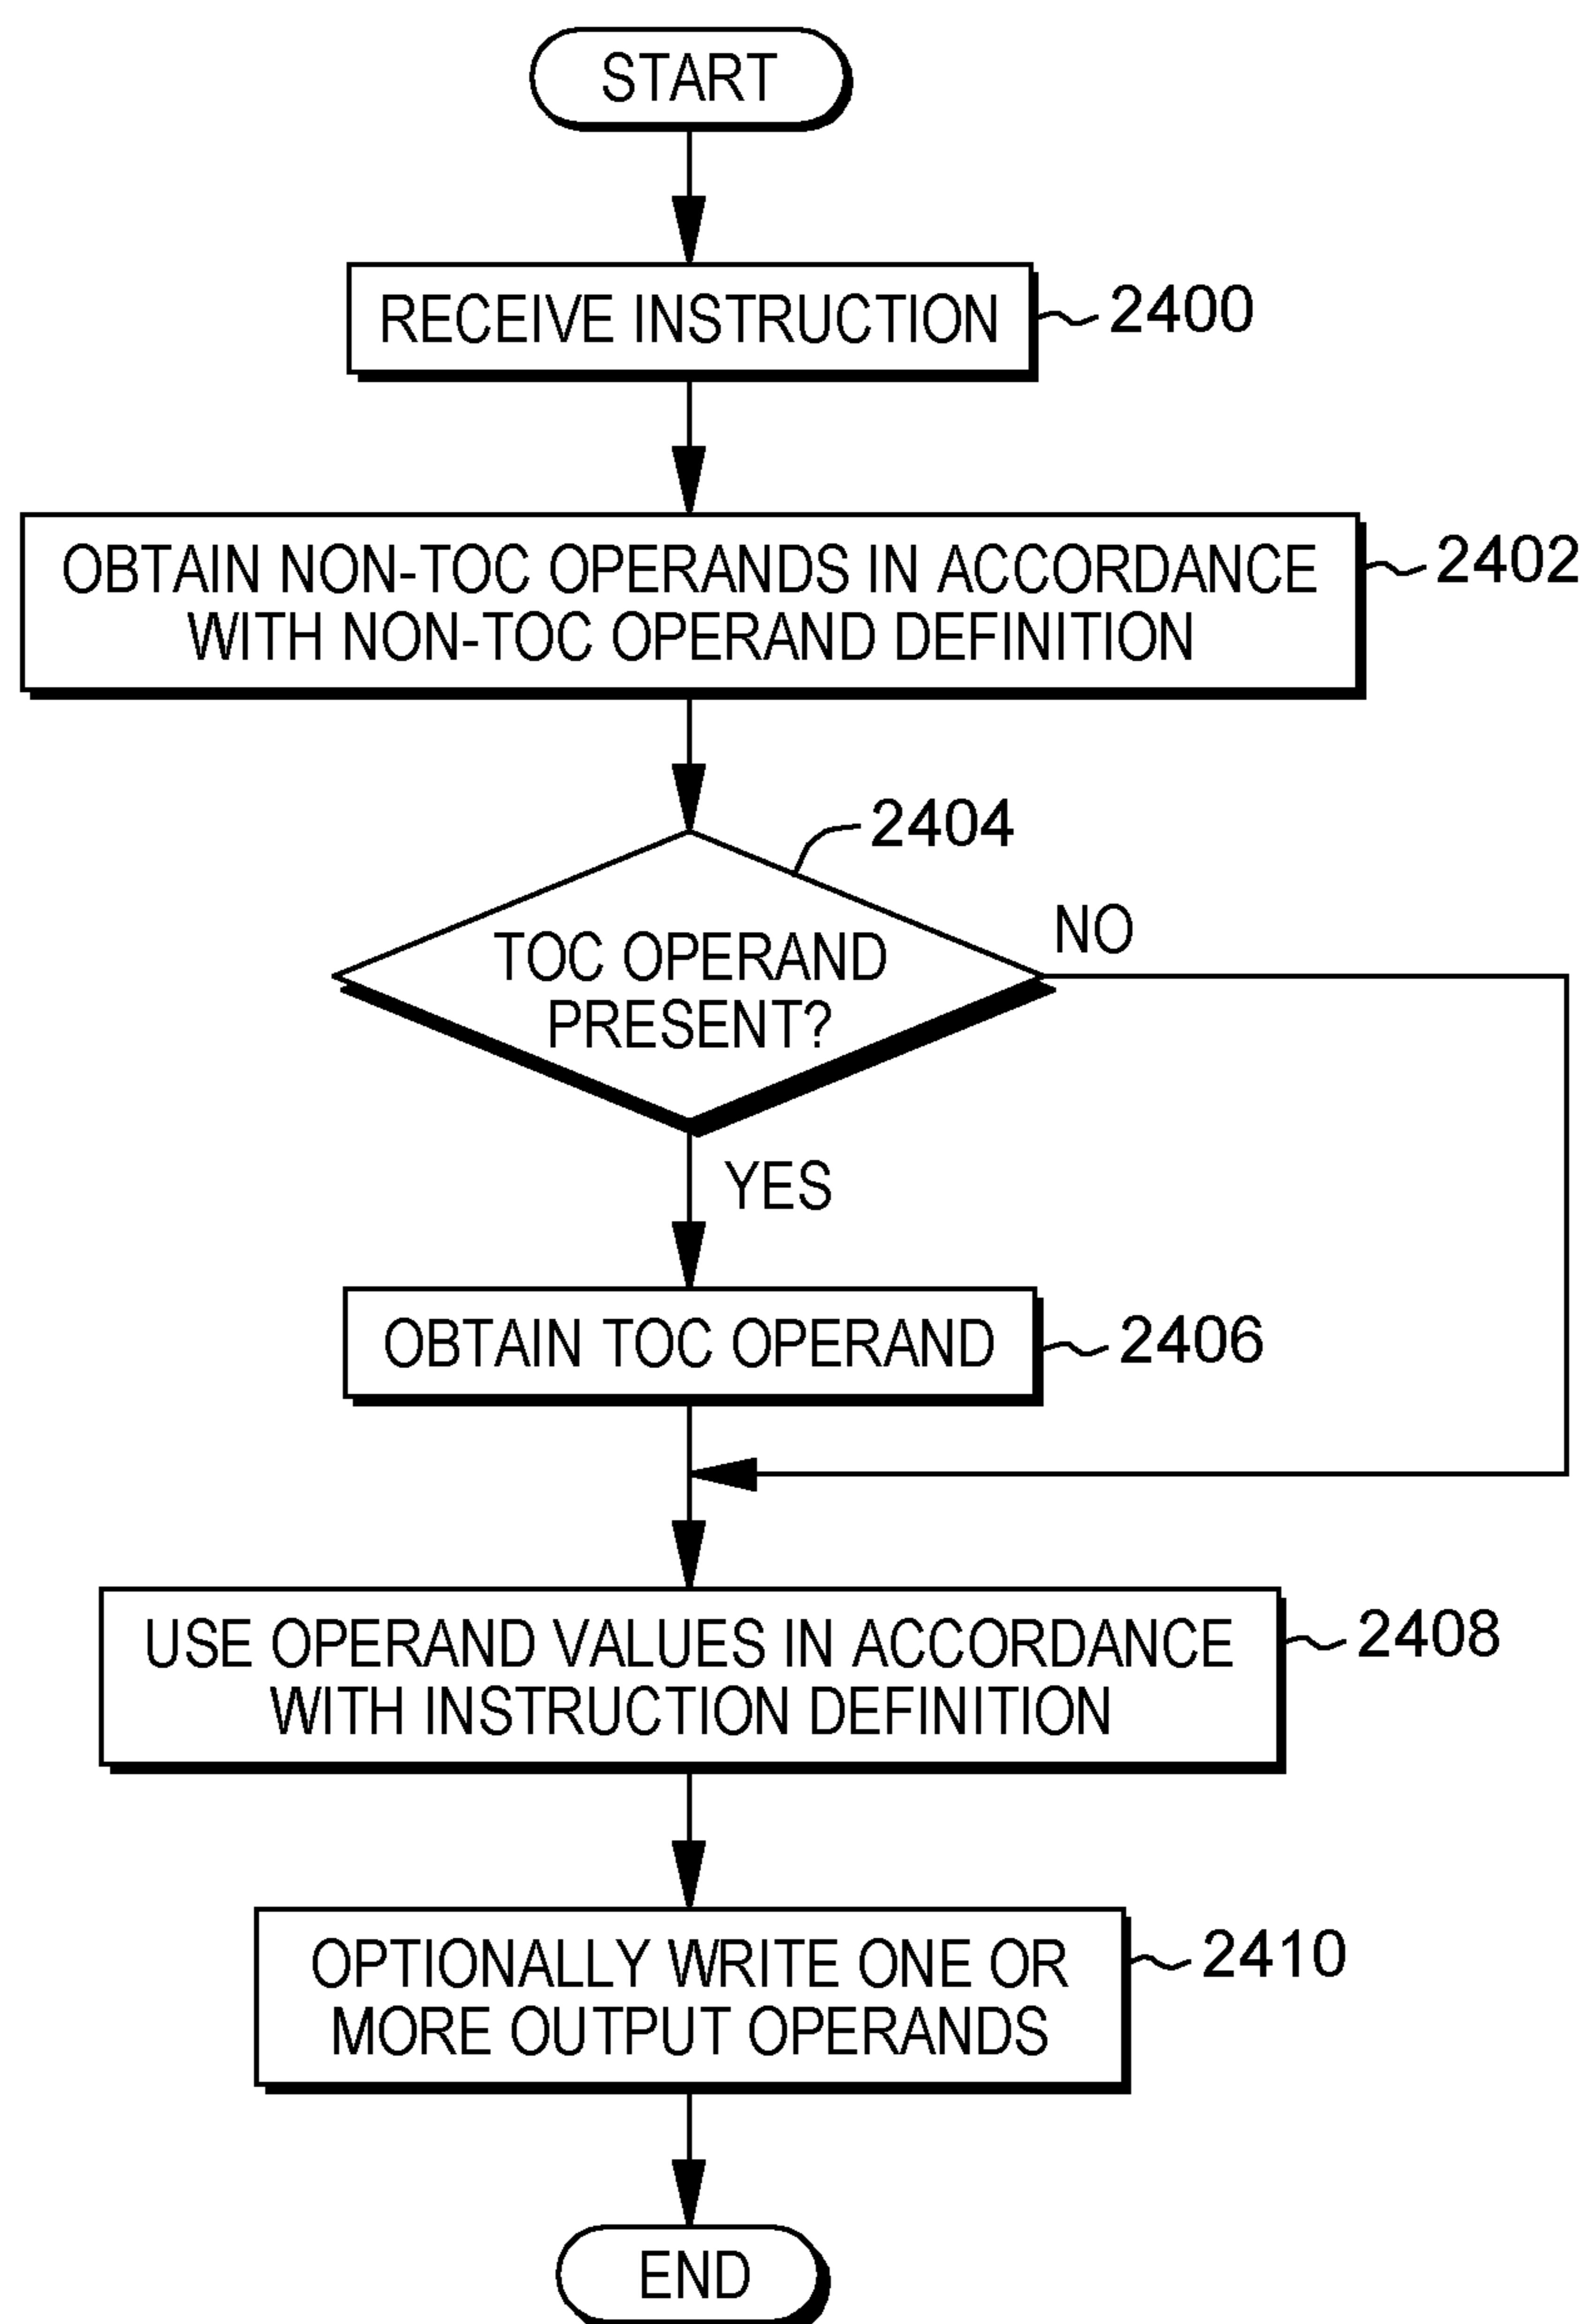 START
RECEIVE INSTRUCTION
2400
OBTAIN NON-TOC OPERANDS IN ACCORDANCE
WITH NON-TOC OPERAND DEFINITION
2402
2404
TOC OPERAND
PRESENT?
NO
YES
OBTAIN TOC OPERAND
2406
USE OPERAND VALUES IN ACCORDANCE
WITH INSTRUCTION DEFINITION
2408
OPTIONALLY WRITE ONE OR
MORE OUTPUT OPERANDS
2410
END